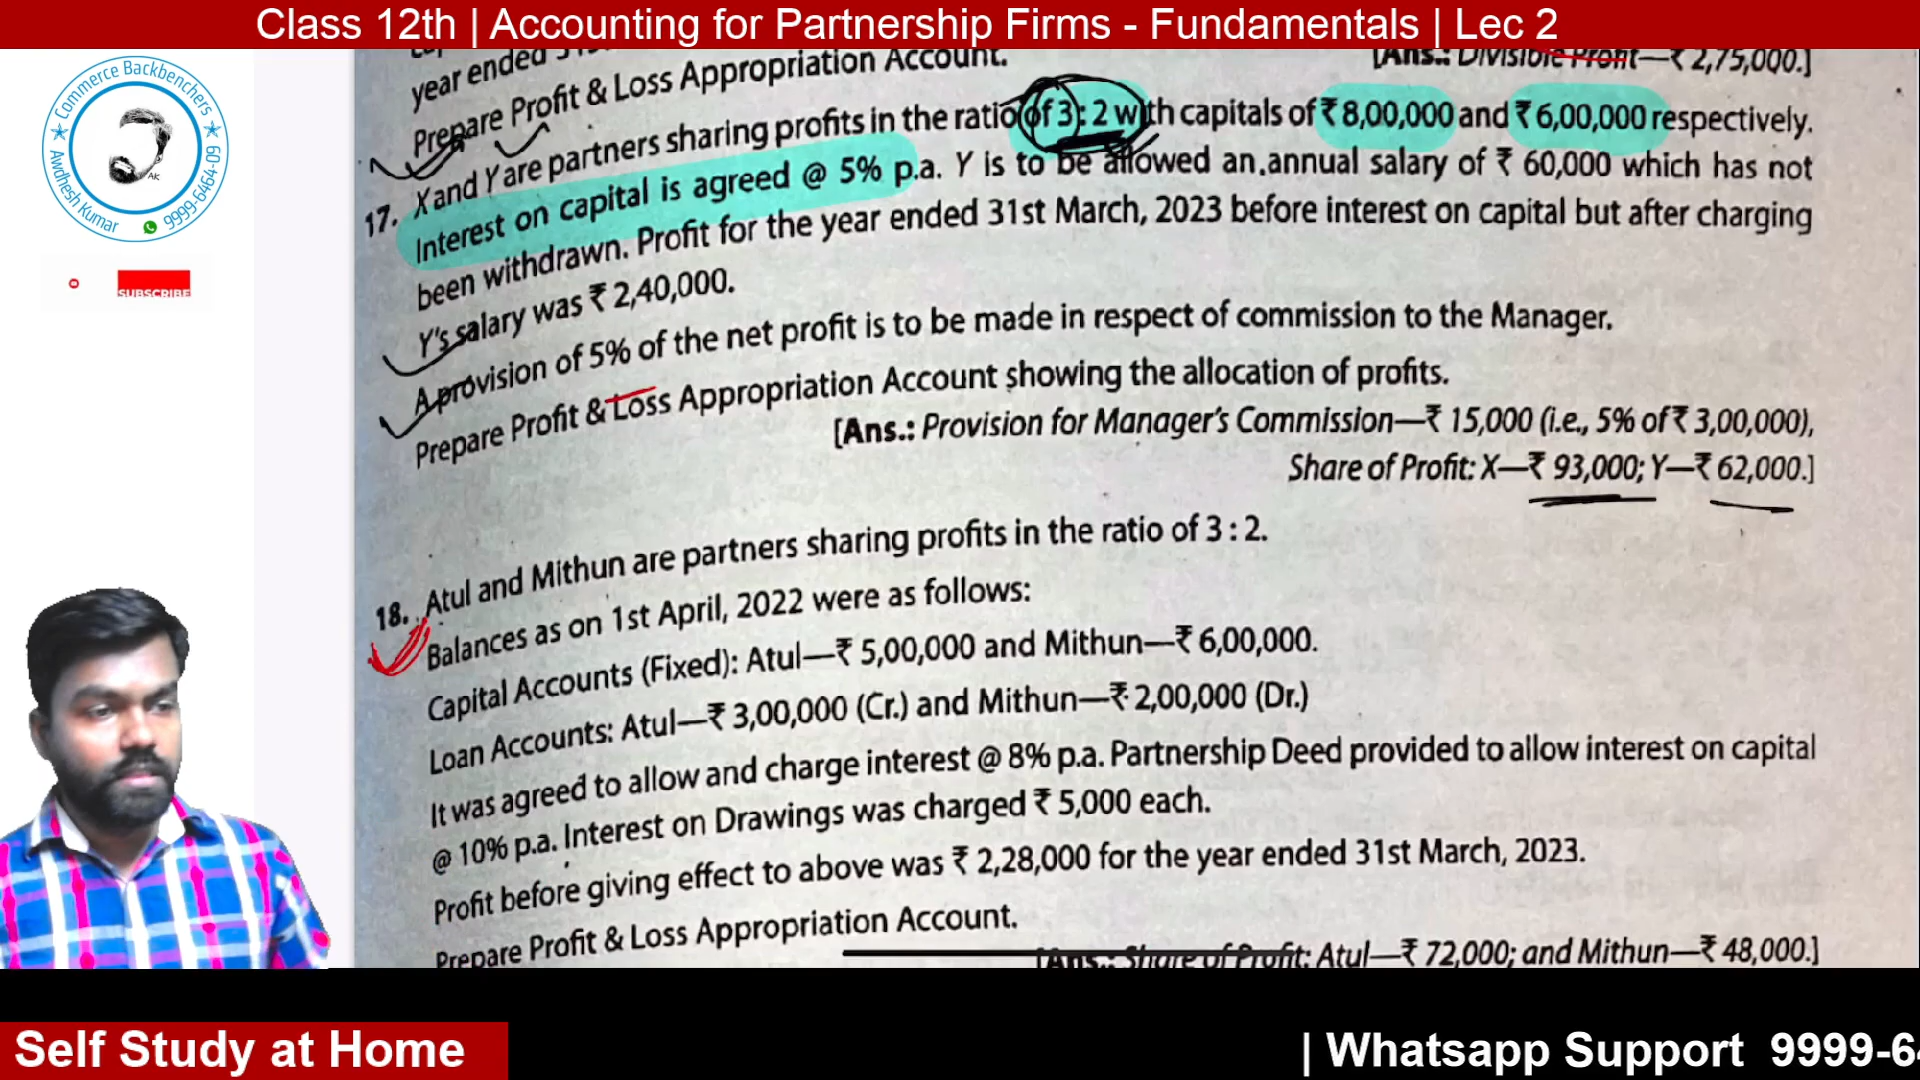 Class 12th | Accounting for Partnership Firms - Fundamentals | Lec 2
Commerce Backbenchers
Awdhesh Kumar
9999-6464-09
AK
SUBSCRIBE
year ended
Prepare Profit & Loss Appropriation Account.
[Ans.: Divisible Profit—₹ 2,75,000.]
17. X and Y are partners sharing profits in the ratio of 3 : 2 with capitals of ₹ 8,00,000 and ₹ 6,00,000 respectively.
Interest on capital is agreed @ 5% p.a. Y is to be allowed an annual salary of ₹ 60,000 which has not
been withdrawn. Profit for the year ended 31st March, 2023 before interest on capital but after charging
Y's salary was ₹ 2,40,000.
A provision of 5% of the net profit is to be made in respect of commission to the Manager.
Prepare Profit & Loss Appropriation Account showing the allocation of profits.
[Ans.: Provision for Manager's Commission—₹ 15,000 (i.e., 5% of ₹ 3,00,000),
Share of Profit: X—₹ 93,000; Y—₹ 62,000.]
18. Atul and Mithun are partners sharing profits in the ratio of 3 : 2.
Balances as on 1st April, 2022 were as follows:
Capital Accounts (Fixed): Atul—₹ 5,00,000 and Mithun—₹ 6,00,000.
Loan Accounts: Atul—₹ 3,00,000 (Cr.) and Mithun—₹ 2,00,000 (Dr.)
It was agreed to allow and charge interest @ 8% p.a. Partnership Deed provided to allow interest on capital
@ 10% p.a. Interest on Drawings was charged ₹ 5,000 each.
Profit before giving effect to above was ₹ 2,28,000 for the year ended 31st March, 2023.
Prepare Profit & Loss Appropriation Account.
[Ans.: Share of Profit: Atul—₹ 72,000; and Mithun—₹ 48,000.]
Self Study at Home
| Whatsapp Support 9999-6